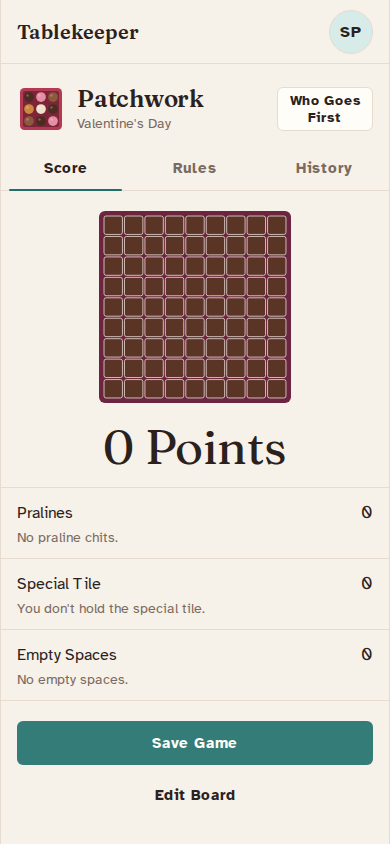 Tablekeeper
SP
Patchwork
Valentine's Day
Who Goes
First
Score
Rules
History
0 Points
Pralines
0
No praline chits.
Special Tile
0
You don't hold the special tile.
Empty Spaces
0
No empty spaces.
Save Game
Edit Board